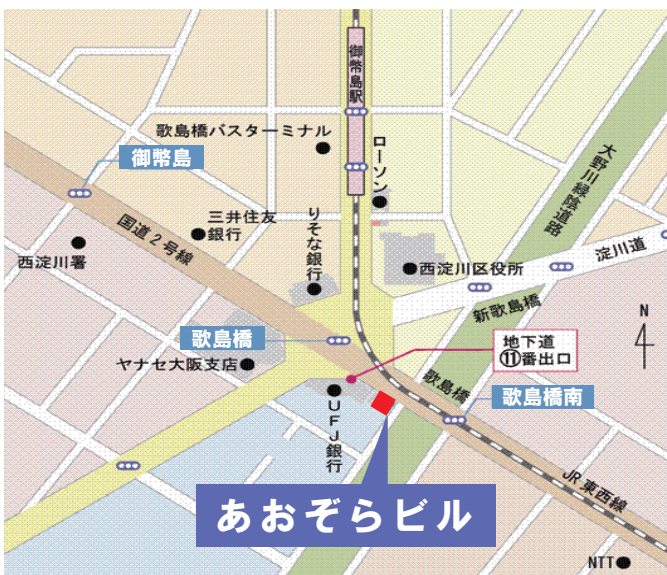 御幣島駅
歌島橋バスターミナル
ローソン
御幣島
大野川緑陰道路
国道2号線
三井住友
銀行
りそな銀行
西淀川署
西淀川区役所
淀川道
新歌島橋
N
歌島橋
地下道
⑪番出口
ヤナセ大阪支店
歌島橋
歌島橋南
UFJ銀行
あおぞらビル
JR東西線
NTT